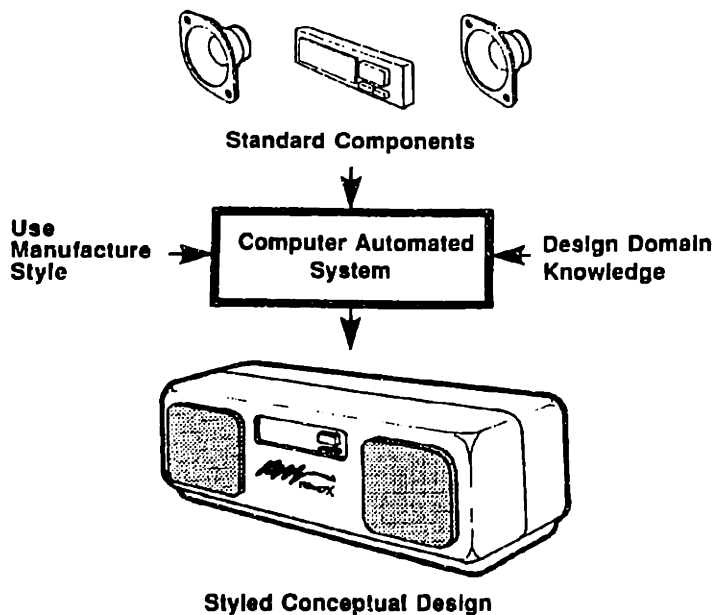 Standard Components
Use
Manufacture
Style
Computer Automated
System
Design Domain
Knowledge
Styled Conceptual Design